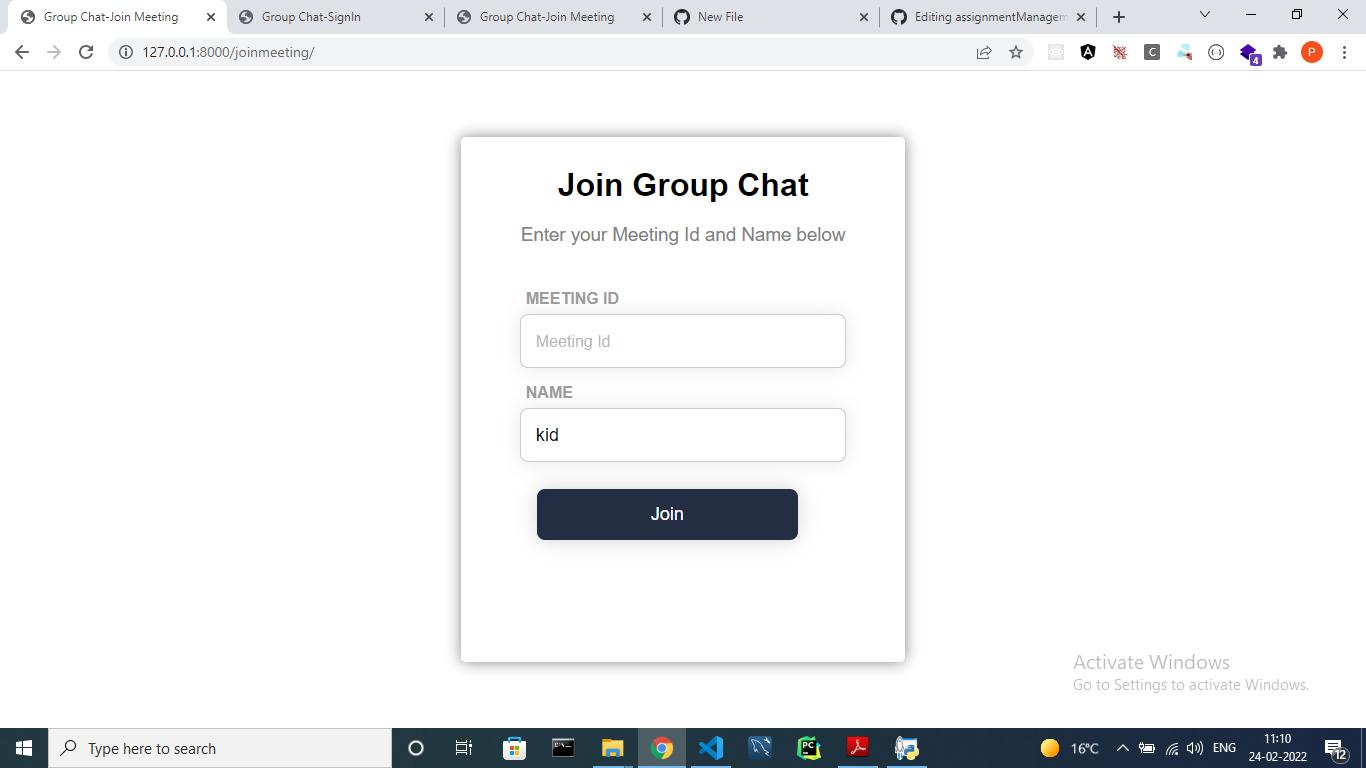 Group Chat-Join Meeting
Group Chat-SignIn
Group Chat-Join Meeting
New File
Editing assignmentManagem
127.0.0.1:8000/joinmeeting/
C
4
P
Join Group Chat
Enter your Meeting Id and Name below
MEETING ID
Meeting Id
NAME
kid
Join
Activate Windows
Go to Settings to activate Windows.
Type here to search
PC
16°C
ENG
11:10
24-02-2022
12